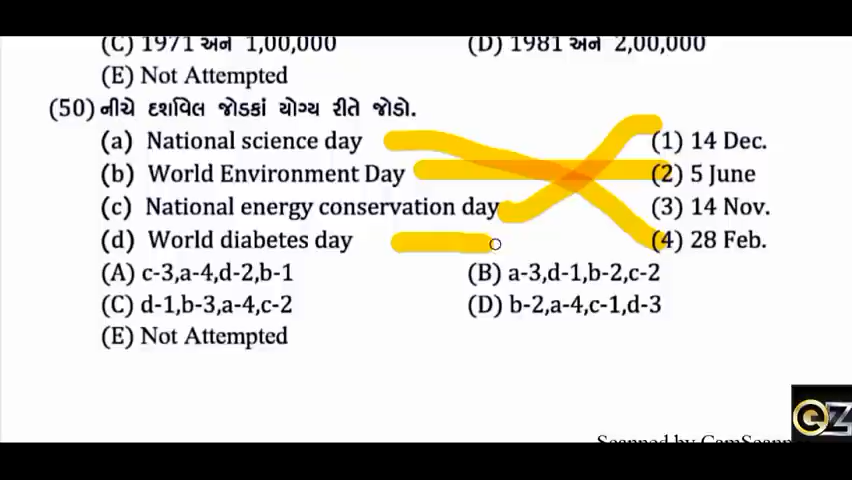 (C) 1971 અને 1,00,000 (D) 1981 અને 2,00,000
(E) Not Attempted
(50) નીચે દર્શાવેલ જોડકાં યોગ્ય રીતે જોડો.
(a) National science day (1) 14 Dec.
(b) World Environment Day (2) 5 June
(c) National energy conservation day (3) 14 Nov.
(d) World diabetes day (4) 28 Feb.
(A) c-3,a-4,d-2,b-1 (B) a-3,d-1,b-2,c-2
(C) d-1,b-3,a-4,c-2 (D) b-2,a-4,c-1,d-3
(E) Not Attempted
Scanned by CamScann